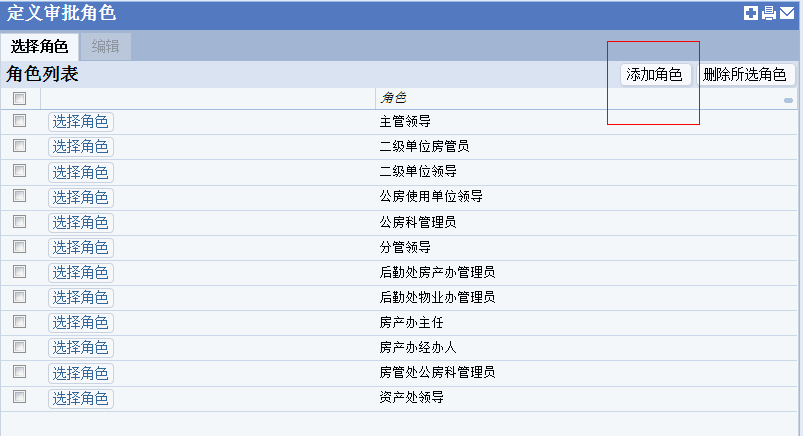 定义审批角色
选择角色 编辑
角色列表 添加角色 删除所选角色
角色
选择角色 主管领导
选择角色 二级单位房管员
选择角色 二级单位领导
选择角色 公房使用单位领导
选择角色 公房科管理员
选择角色 分管领导
选择角色 后勤处房产办管理员
选择角色 后勤处物业办管理员
选择角色 房产办主任
选择角色 房产办经办人
选择角色 房管处公房科管理员
选择角色 资产处领导